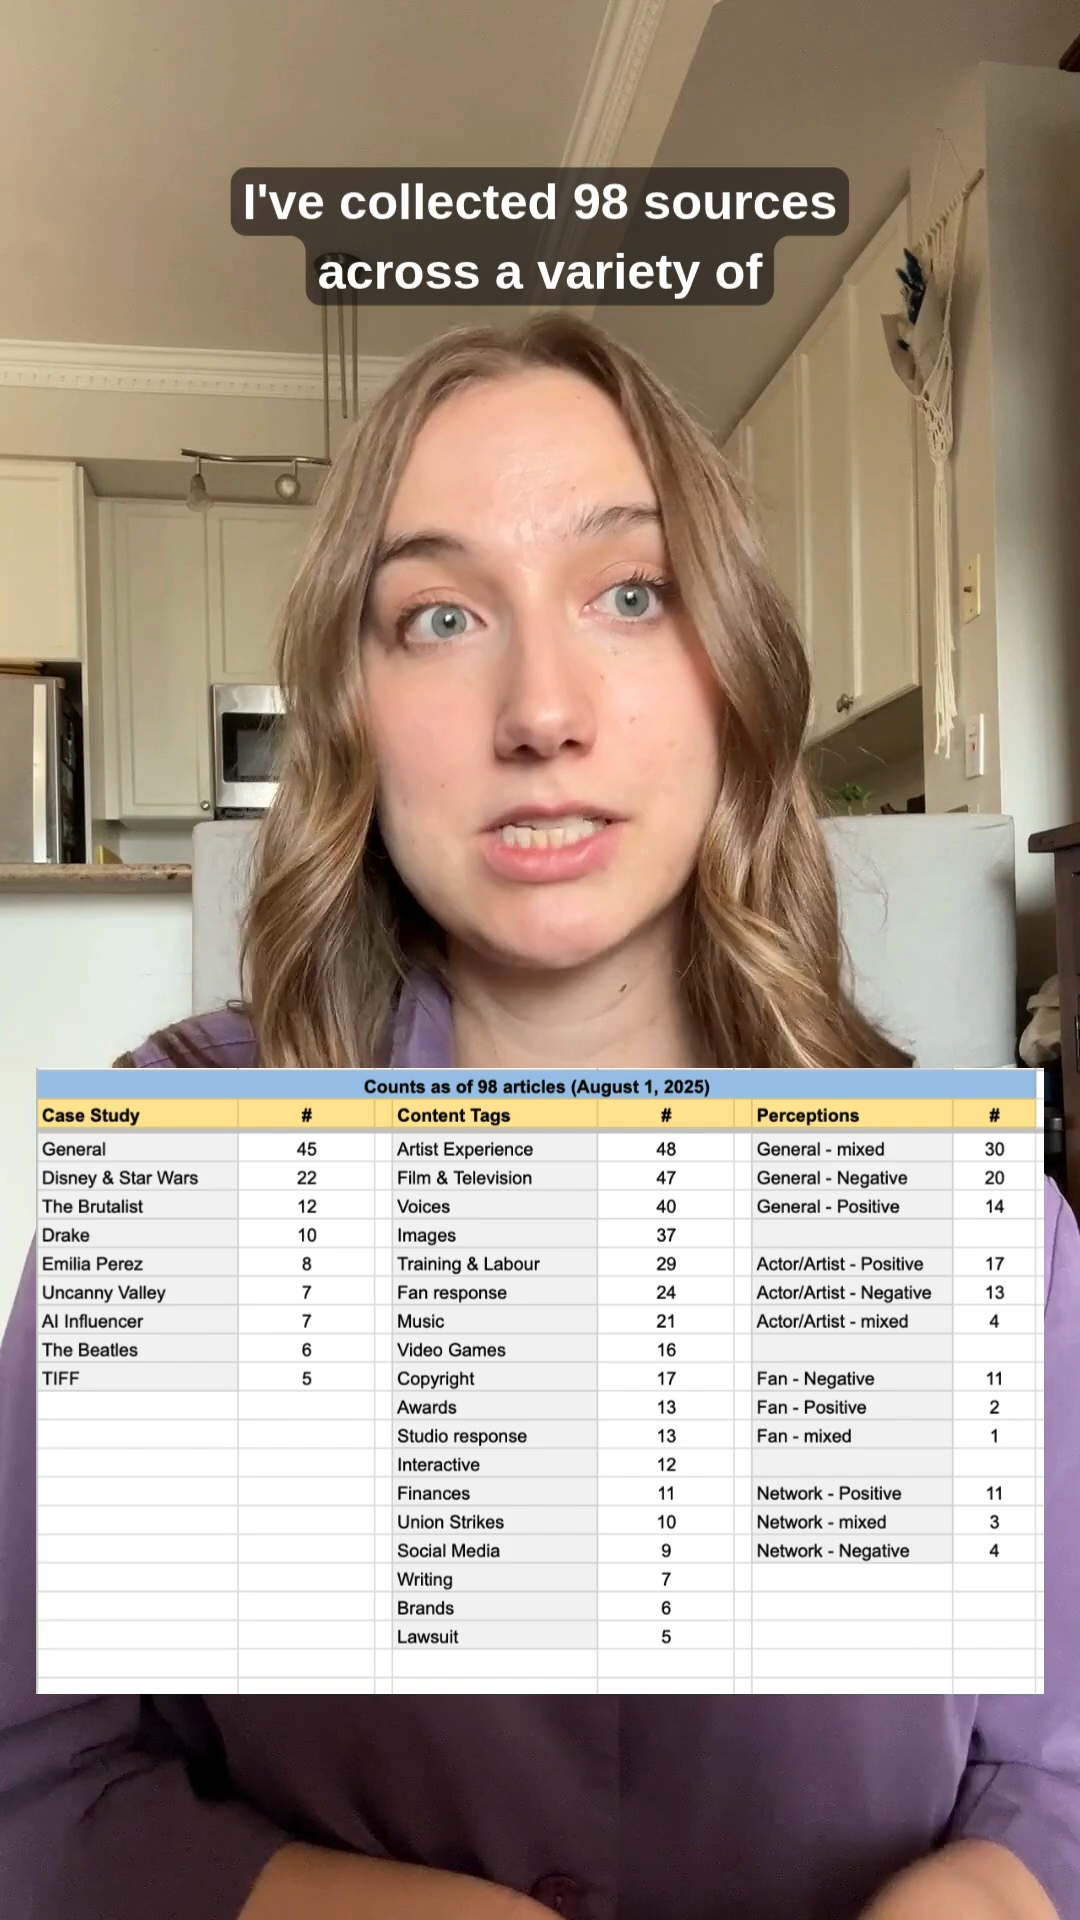 I've collected 98 sources
across a variety of
Counts as of 98 articles (August 1, 2025)
Case Study # Content Tags # Perceptions #
General 45 Artist Experience 48 General - mixed 30
Disney & Star Wars 22 Film & Television 47 General - Negative 20
The Brutalist 12 Voices 40 General - Positive 14
Drake 10 Images 37
Emilia Perez 8 Training & Labour 29 Actor/Artist - Positive 17
Uncanny Valley 7 Fan response 24 Actor/Artist - Negative 13
AI Influencer 7 Music 21 Actor/Artist - mixed 4
The Beatles 6 Video Games 16
TIFF 5 Copyright 17 Fan - Negative 11
Awards 13 Fan - Positive 2
Studio response 13 Fan - mixed 1
Interactive 12
Finances 11 Network - Positive 11
Union Strikes 10 Network - mixed 3
Social Media 9 Network - Negative 4
Writing 7
Brands 6
Lawsuit 5